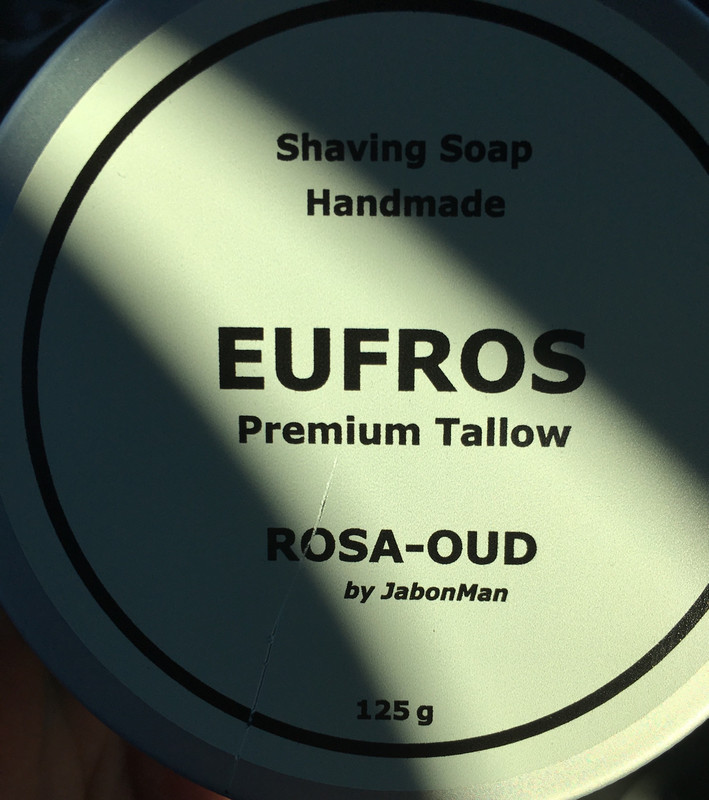 Shaving Soap
Handmade
EUFROS
Premium Tallow
ROSA-OUD
by JabonMan
125 g